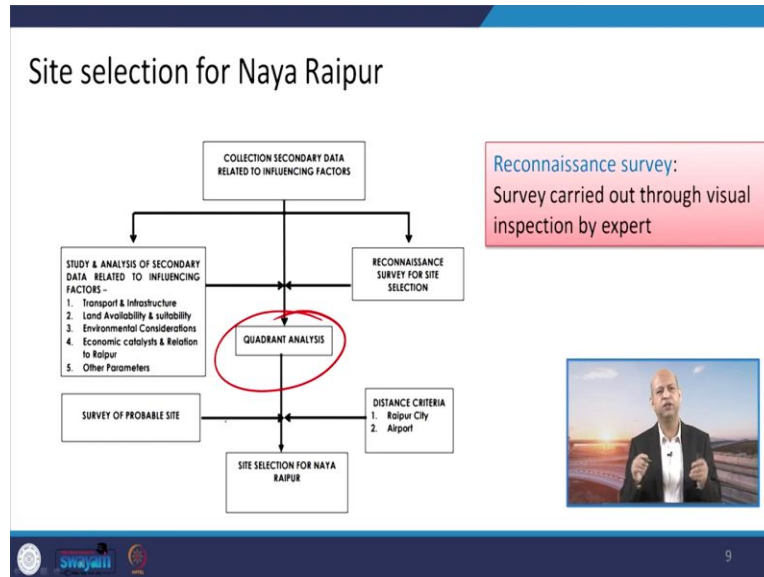 Site selection for Naya Raipur
COLLECTION SECONDARY DATA
RELATED TO INFLUENCING FACTORS
STUDY & ANALYSIS OF SECONDARY
DATA RELATED TO INFLUENCING
FACTORS –
1. Transport & Infrastructure
2. Land Availability & suitability
3. Environmental Considerations
4. Economic catalysts & Relation
to Raipur
5. Other Parameters
RECONNAISSANCE
SURVEY FOR SITE
SELECTION
QUADRANT ANALYSIS
SURVEY OF PROBABLE SITE
DISTANCE CRITERIA
1. Raipur City
2. Airport
SITE SELECTION FOR NAYA
RAIPUR
Reconnaissance survey:
Survey carried out through visual
inspection by expert
swayam
NPTEL
9